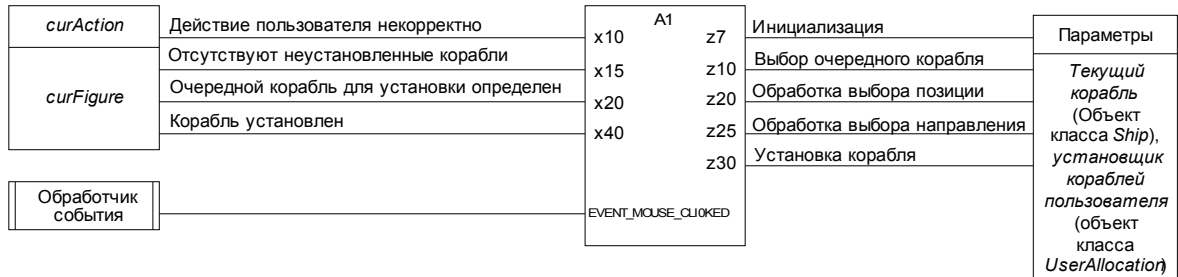 curAction
Действие пользователя некорректно
curFigure
Отсутствуют неустановленные корабли
Очередной корабль для установки определен
Корабль установлен
Обработчик
события
A1
x10
x15
x20
x40
z7
z10
z20
z25
z30
EVENT_MOUSE_CLI0KED
Инициализация
Выбор очередного корабля
Обработка выбора позиции
Обработка выбора направления
Установка корабля
Параметры
Текущий
корабль
(Объект
класса Ship),
установщик
кораблей
пользователя
(объект
класса
UserAllocation)